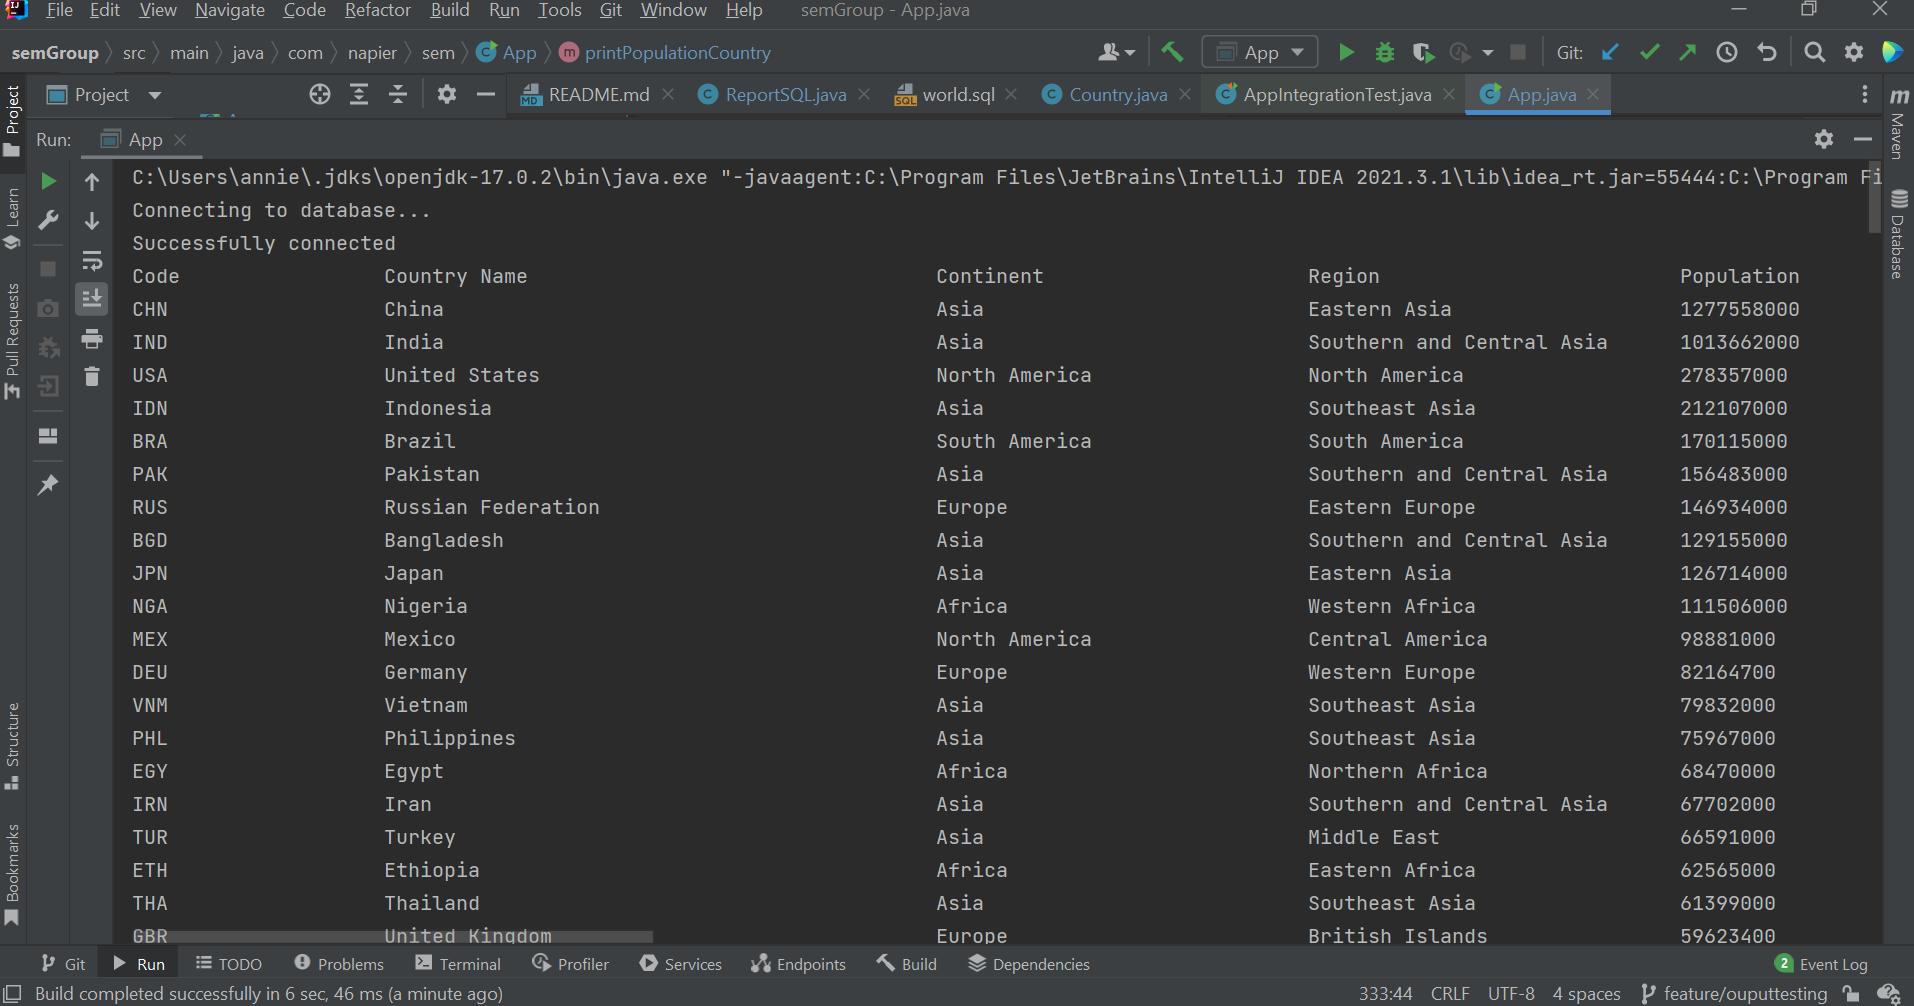 File Edit View Navigate Code Refactor Build Run Tools Git Window Help semGroup - App.java
semGroup src main java com napier sem App printPopulationCountry App Git:
Project README.md ReportSQL.java world.sql Country.java AppIntegrationTest.java App.java
Run: App
C:\Users\annie\.jdks\openjdk-17.0.2\bin\java.exe "-javaagent:C:\Program Files\JetBrains\IntelliJ IDEA 2021.3.1\lib\idea_rt.jar=55444:C:\Program Fi
Connecting to database...
Successfully connected
Code Country Name Continent Region Population
CHN China Asia Eastern Asia 1277558000
IND India Asia Southern and Central Asia 1013662000
USA United States North America North America 278357000
IDN Indonesia Asia Southeast Asia 212107000
BRA Brazil South America South America 170115000
PAK Pakistan Asia Southern and Central Asia 156483000
RUS Russian Federation Europe Eastern Europe 146934000
BGD Bangladesh Asia Southern and Central Asia 129155000
JPN Japan Asia Eastern Asia 126714000
NGA Nigeria Africa Western Africa 111506000
MEX Mexico North America Central America 98881000
DEU Germany Europe Western Europe 82164700
VNM Vietnam Asia Southeast Asia 79832000
PHL Philippines Asia Southeast Asia 75967000
EGY Egypt Africa Northern Africa 68470000
IRN Iran Asia Southern and Central Asia 67702000
TUR Turkey Asia Middle East 66591000
ETH Ethiopia Africa Eastern Africa 62565000
THA Thailand Asia Southeast Asia 61399000
GBR United Kingdom Europe British Islands 59623400
Project
Learn
Pull Requests
Structure
Bookmarks
Maven
Database
Git Run TODO Problems Terminal Profiler Services Endpoints Build Dependencies 2 Event Log
Build completed successfully in 6 sec, 46 ms (a minute ago) 333:44 CRLF UTF-8 4 spaces feature/ouputtesting